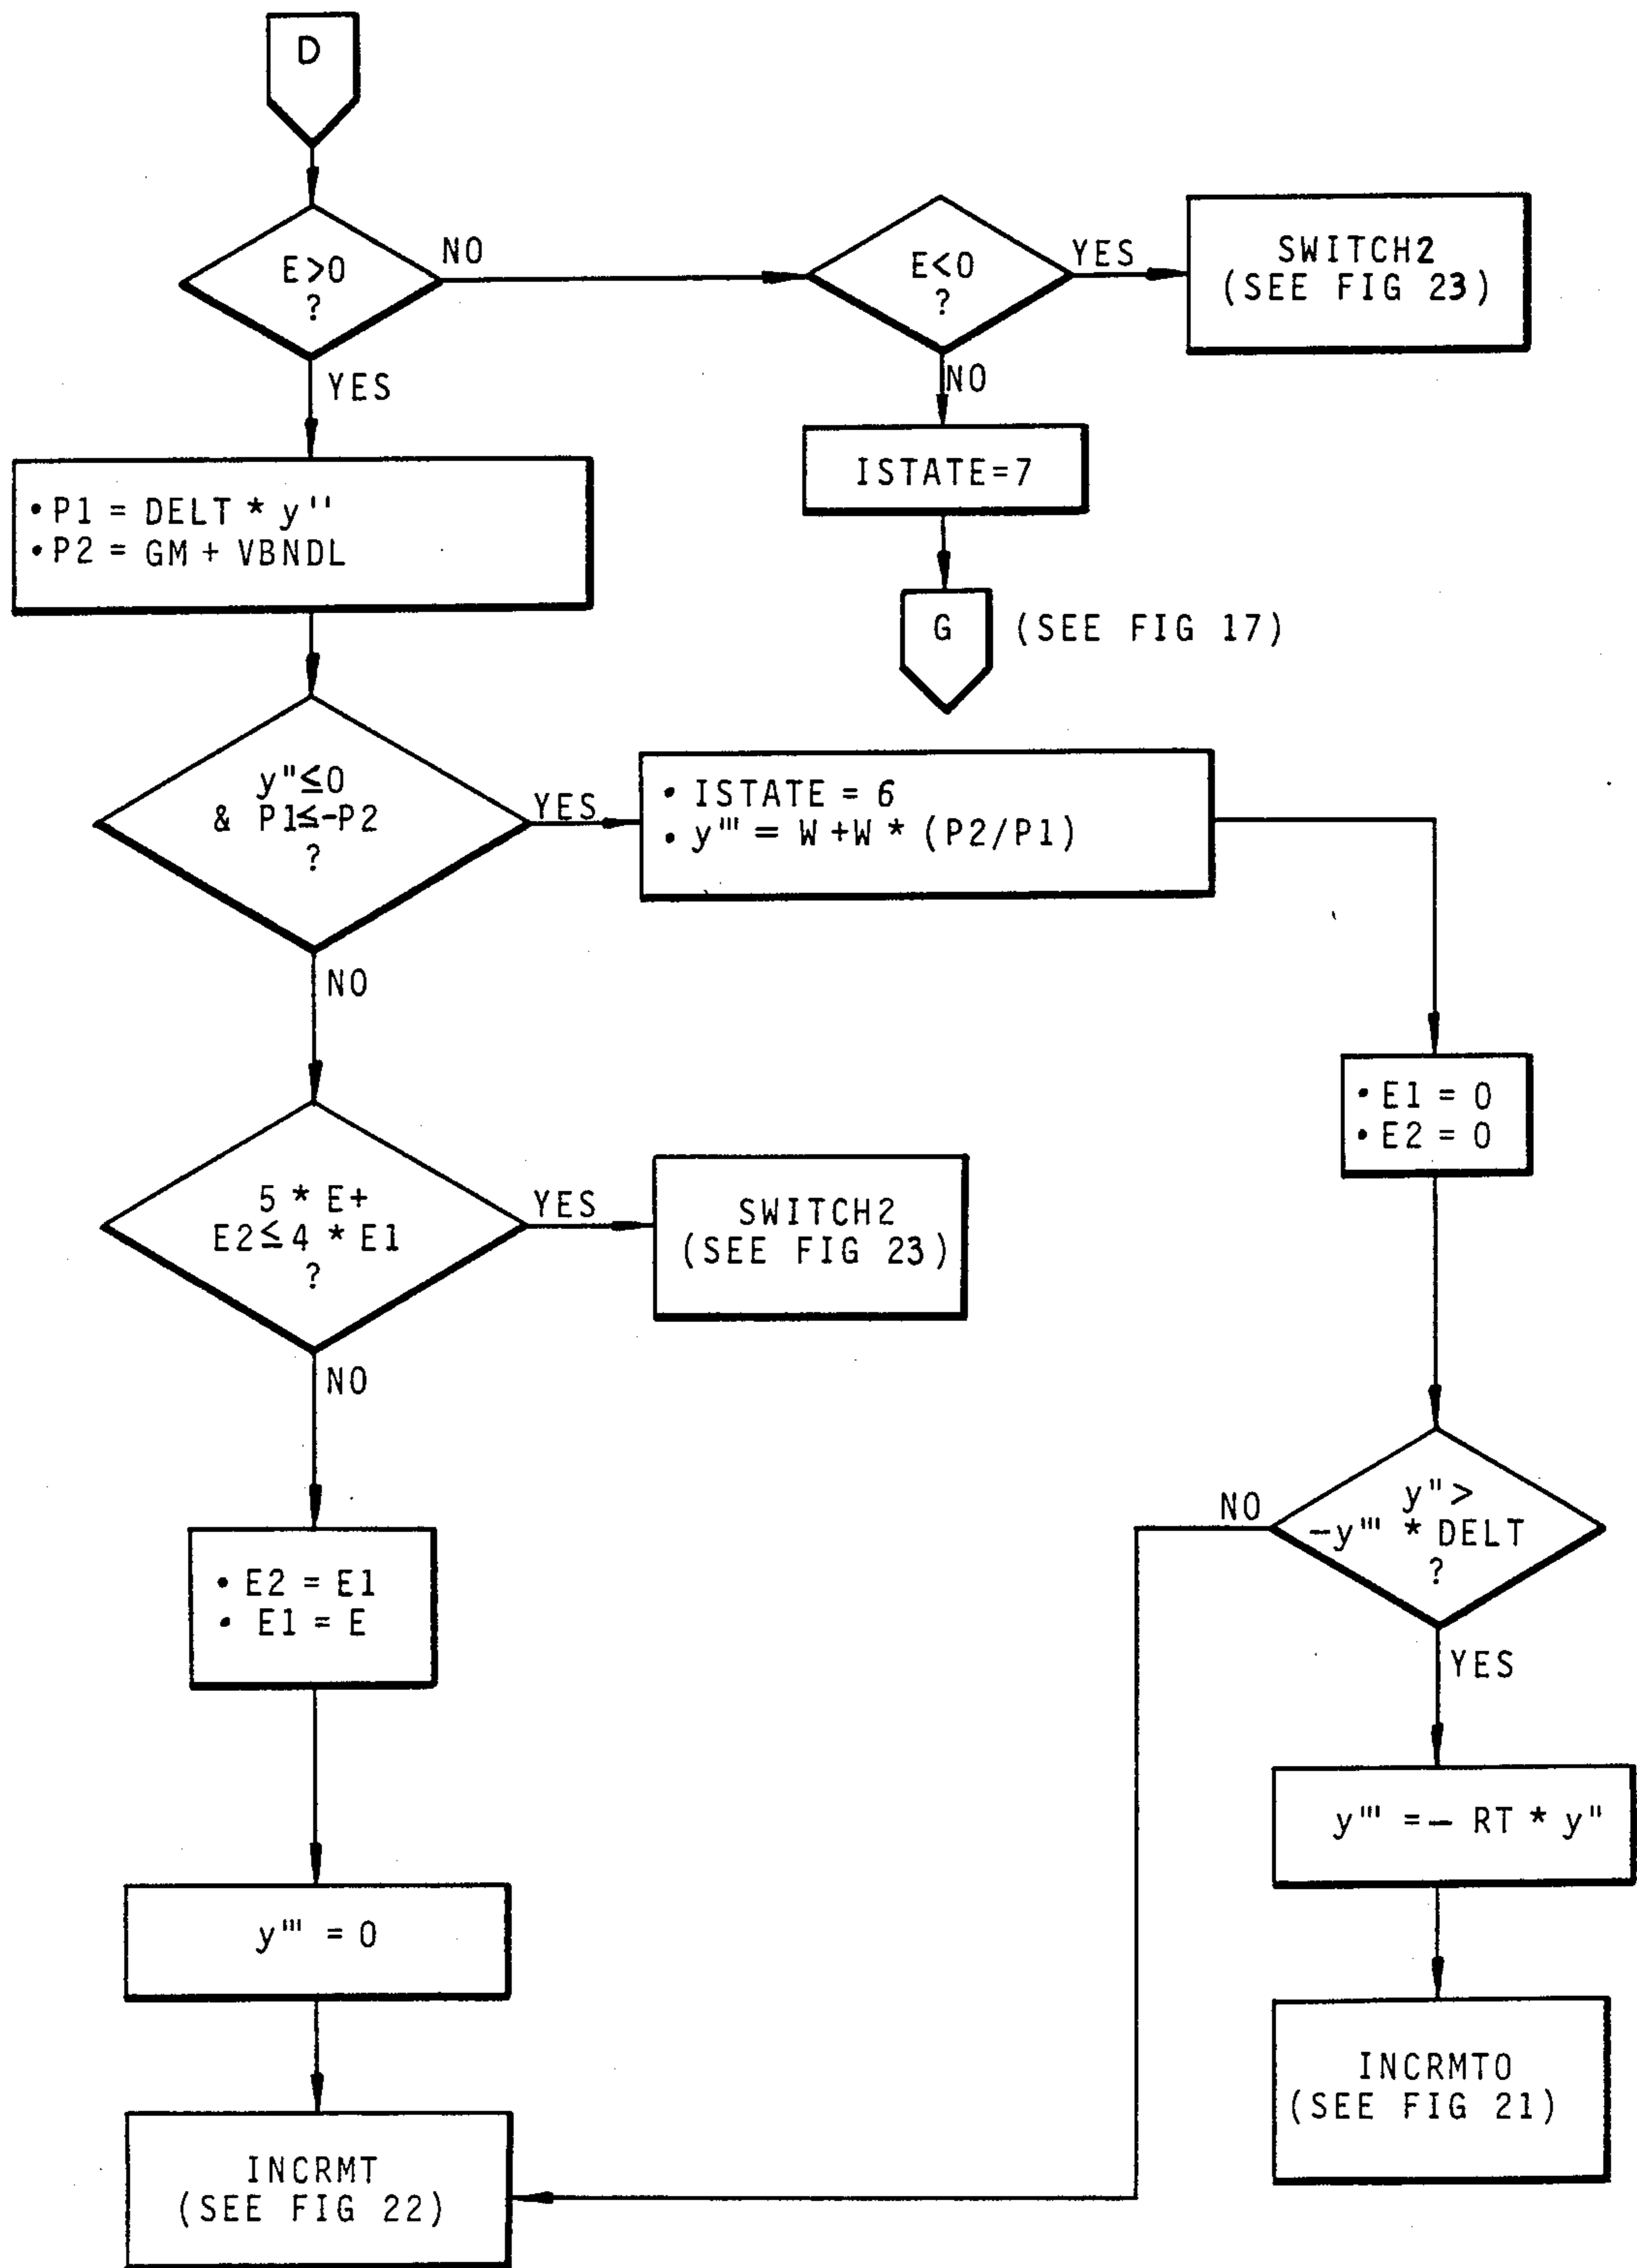 D
E>0
?
NO
YES
E<0
?
YES
NO
SWITCH2
(SEE FIG 23)
ISTATE=7
G
(SEE FIG 17)
• P1 = DELT * y''
• P2 = GM + VBNDL
y"≤0
& P1≤-P2
?
YES
NO
• ISTATE = 6
• y''' = W +W * (P2/P1)
• E1 = 0
• E2 = 0
5 * E+
E2≤4 * E1
?
YES
NO
SWITCH2
(SEE FIG 23)
y" >
-y''' * DELT
?
NO
YES
• E2 = E1
• E1 = E
y''' = - RT * y"
y''' = 0
INCRMT0
(SEE FIG 21)
INCRMT
(SEE FIG 22)